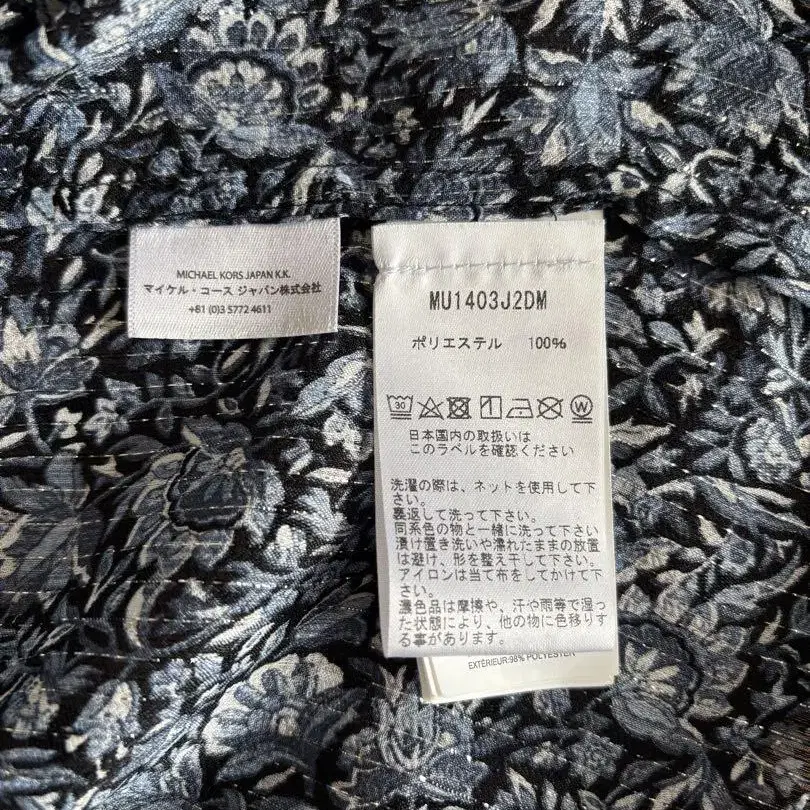 MICHAEL KORS JAPAN K.K.
マイケル・コース ジャパン株式会社
+81 (0)3 5772 4611
MU1403J2DM
ポリエステル 100%
30
W
日本国内の取扱いは
このラベルを確認ください
洗濯の際は、ネットを使用して下
さい。
裏返して洗って下さい。
同系色の物と一緒に洗って下さい
漬け置き洗いや濡れたままの放置
は避け、形を整え干して下さい。
アイロンは当て布をしてかけて下
さい。
濃色品は摩擦や、汗や雨等で湿っ
た状態により、他の物に色移りす
る事があります。
EXTÉRIEUR:98% POLYESTER